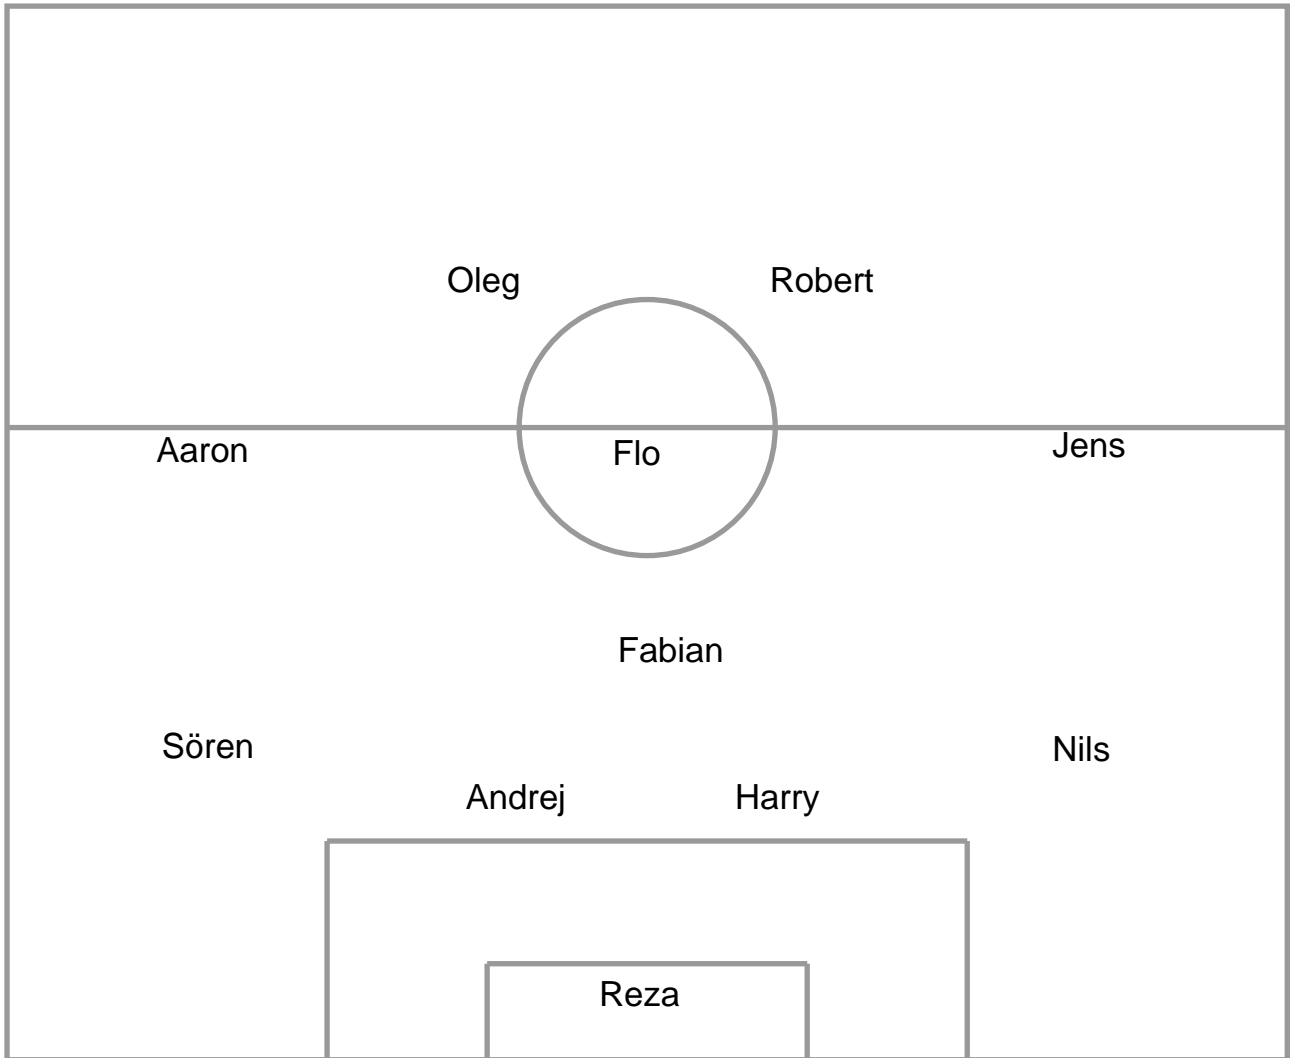 Oleg Robert
Aaron Flo Jens
Fabian
Sören Nils
Andrej Harry
Reza